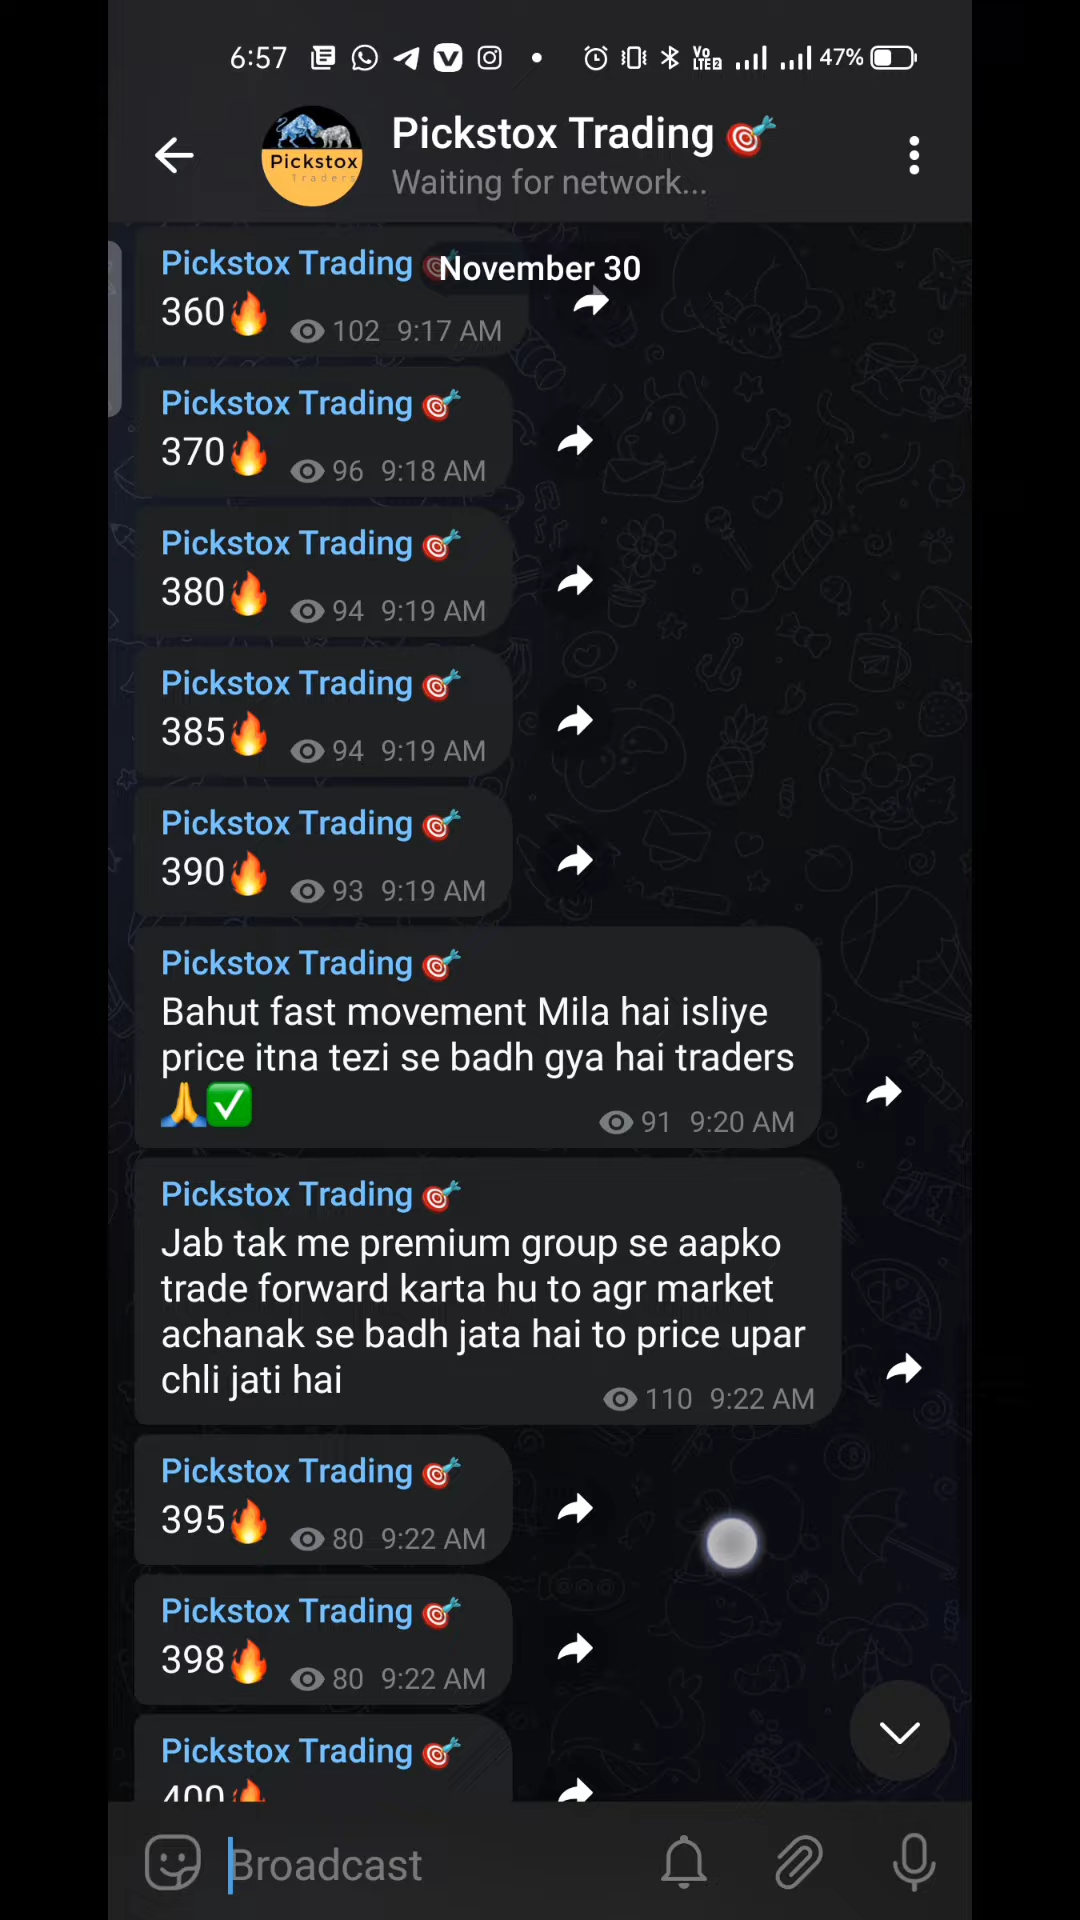 6:57
Vo LTE2
47%
Pickstox Traders
Pickstox Trading 🎯
Waiting for network...
November 30
Pickstox Trading 🎯
360🔥 102 9:17 AM
Pickstox Trading 🎯
370🔥 96 9:18 AM
Pickstox Trading 🎯
380🔥 94 9:19 AM
Pickstox Trading 🎯
385🔥 94 9:19 AM
Pickstox Trading 🎯
390🔥 93 9:19 AM
Pickstox Trading 🎯
Bahut fast movement Mila hai isliye
price itna tezi se badh gya hai traders
🙏✅ 91 9:20 AM
Pickstox Trading 🎯
Jab tak me premium group se aapko
trade forward karta hu to agr market
achanak se badh jata hai to price upar
chli jati hai 110 9:22 AM
Pickstox Trading 🎯
395🔥 80 9:22 AM
Pickstox Trading 🎯
398🔥 80 9:22 AM
Pickstox Trading 🎯
400🔥
Broadcast